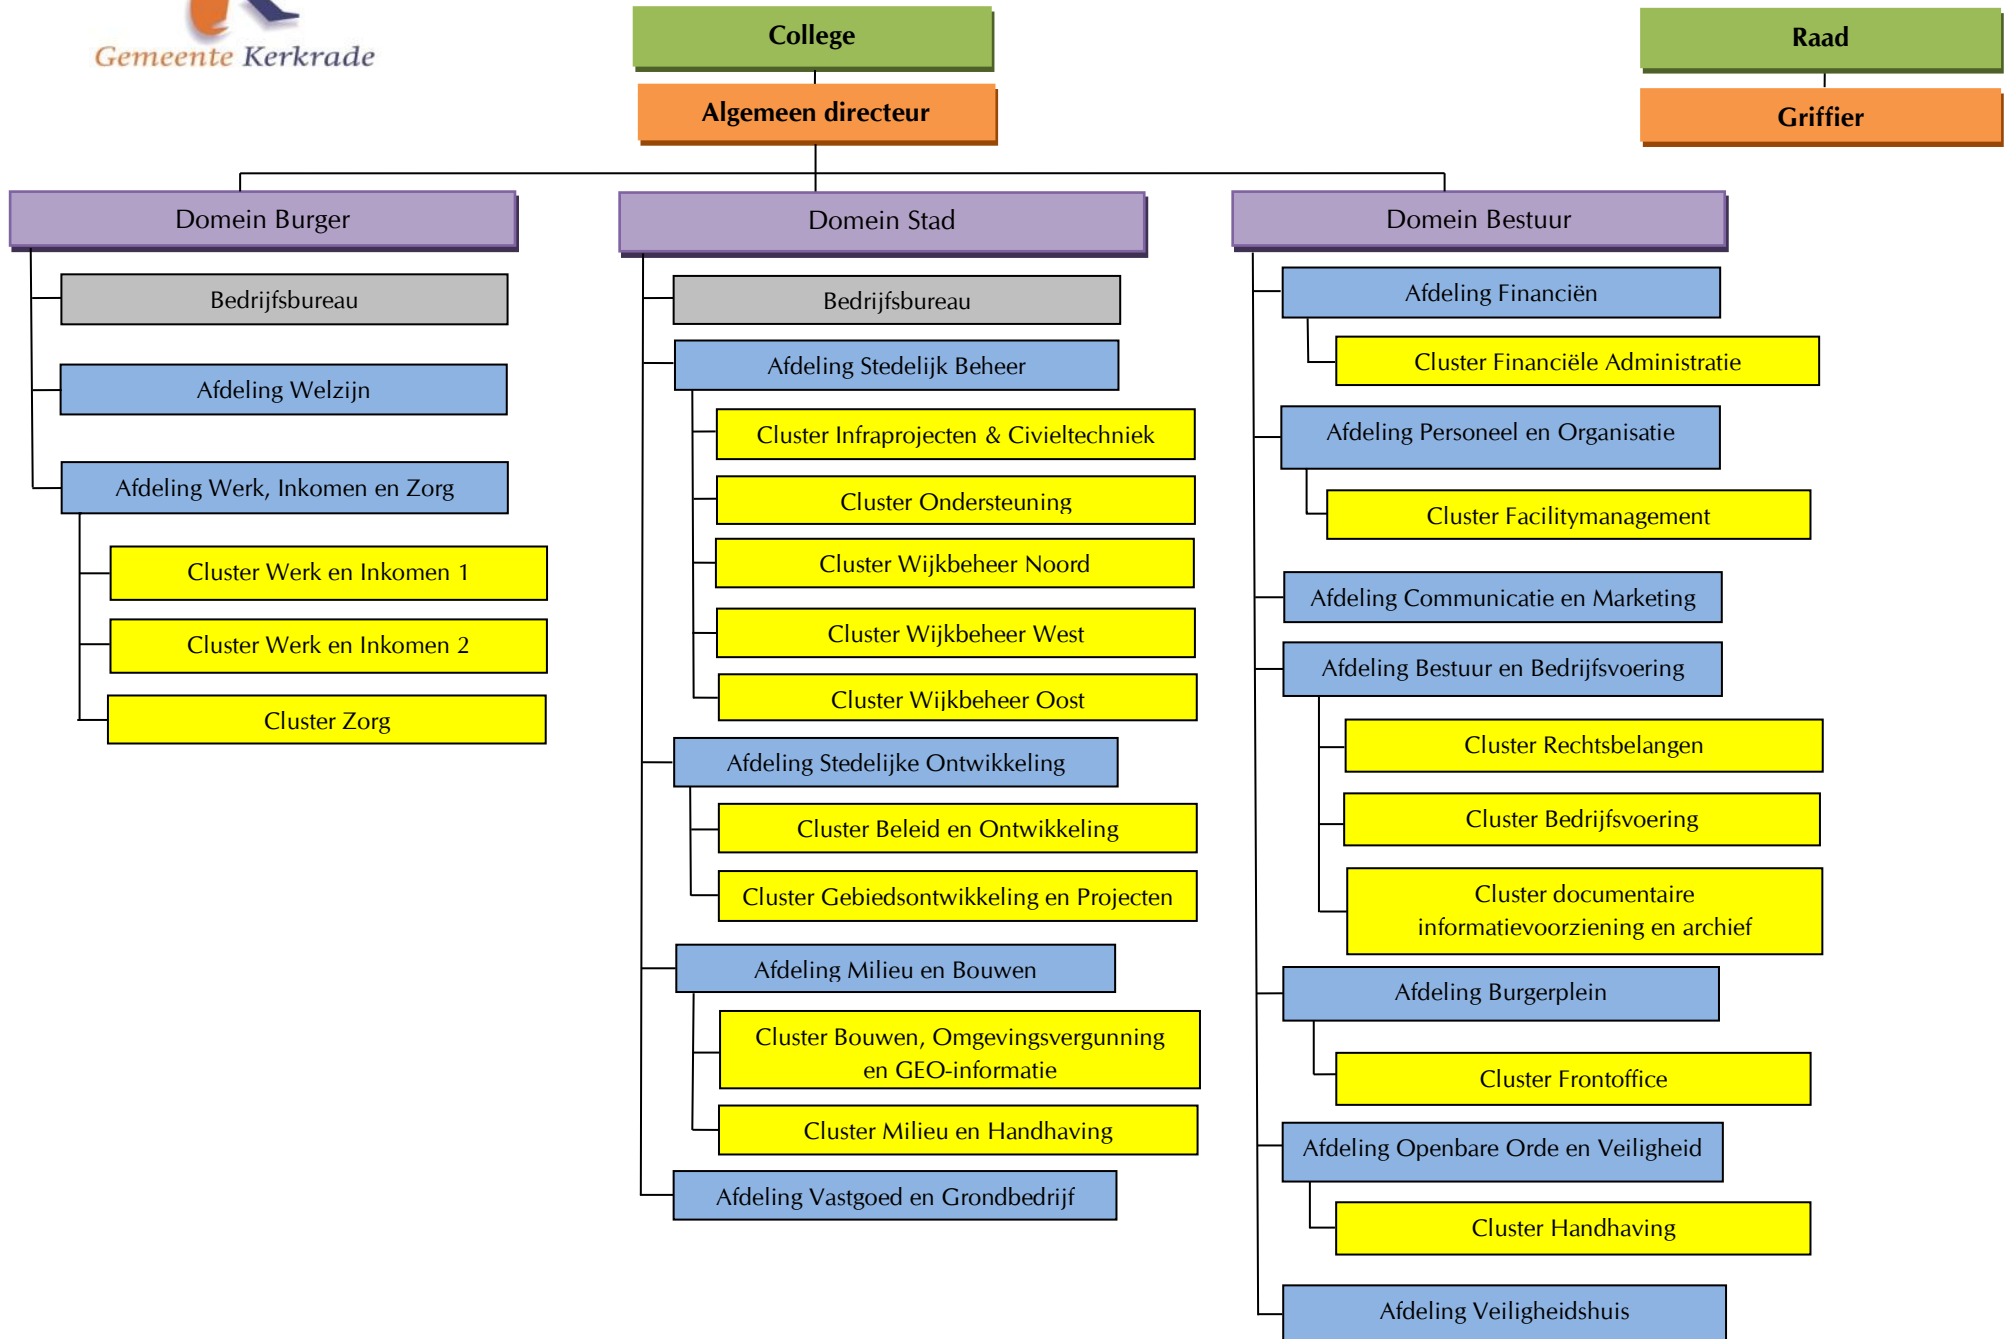 Gemeente Kerkrade
College
Raad
Algemeen directeur
Griffier
Domein Burger
Bedrijfsbureau
Afdeling Welzijn
Afdeling Werk, Inkomen en Zorg
Cluster Werk en Inkomen 1
Cluster Werk en Inkomen 2
Cluster Zorg
Domein Stad
Bedrijfsbureau
Afdeling Stedelijk Beheer
Cluster Infraprojecten & Civieltechniek
Cluster Ondersteuning
Cluster Wijkbeheer Noord
Cluster Wijkbeheer West
Cluster Wijkbeheer Oost
Afdeling Stedelijke Ontwikkeling
Cluster Beleid en Ontwikkeling
Cluster Gebiedsontwikkeling en Projecten
Afdeling Milieu en Bouwen
Cluster Bouwen, Omgevingsvergunning
en GEO-informatie
Cluster Milieu en Handhaving
Afdeling Vastgoed en Grondbedrijf
Domein Bestuur
Afdeling Financiën
Cluster Financiële Administratie
Afdeling Personeel en Organisatie
Cluster Facilitymanagement
Afdeling Communicatie en Marketing
Afdeling Bestuur en Bedrijfsvoering
Cluster Rechtsbelangen
Cluster Bedrijfsvoering
Cluster documentaire
informatievoorziening en archief
Afdeling Burgerplein
Cluster Frontoffice
Afdeling Openbare Orde en Veiligheid
Cluster Handhaving
Afdeling Veiligheidshuis